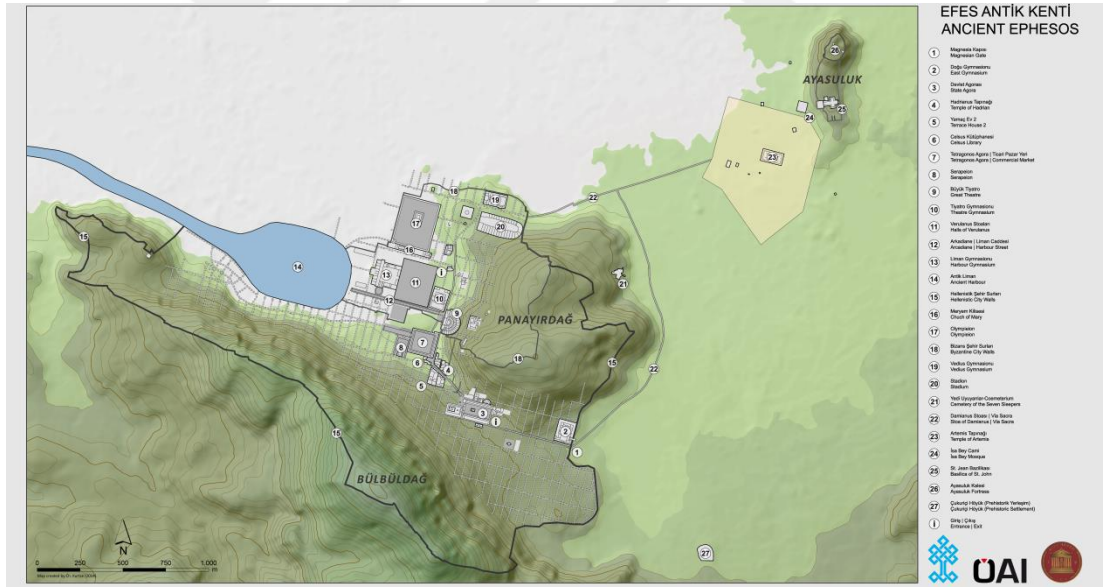 EFES ANTİK KENTİ
ANCIENT EPHESOS
1 Magnesia Kapısı
Magnesian Gate
2 Doğu Gymnasionu
East Gymnasium
3 Devlet Agorası
State Agora
4 Hadrianus Tapınağı
Temple of Hadrian
5 Yamaç Ev 2
Terrace House 2
6 Celsus Kütüphanesi
Celsus Library
7 Tetragonos Agora | Ticari Pazar Yeri
Tetragonos Agora | Commercial Market
8 Serapeion
Serapeion
9 Büyük Tiyatro
Great Theatre
10 Tiyatro Gymnasionu
Theatre Gymnasium
11 Verulanus Stoaları
Halls of Verulanus
12 Arkadiane | Liman Caddesi
Arcadiane | Harbour Street
13 Liman Gymnasionu
Harbour Gymnasium
14 Antik Liman
Ancient Harbour
15 Hellenistik Şehir Surları
Hellenistic City Walls
16 Meryem Kilisesi
Church of Mary
17 Olympieion
Olympieion
18 Bizans Şehir Surları
Byzantine City Walls
19 Vedius Gymnasionu
Vedius Gymnasium
20 Stadion
Stadium
21 Yedi Uyuyanlar Coemeterium
Cemetery of the Seven Sleepers
22 Damianus Stoası | Via Sacra
Stoa of Damianus | Via Sacra
23 Artemis Tapınağı
Temple of Artemis
24 İsa Bey Camii
İsa Bey Mosque
25 St. Jean Bazilikası
Basilica of St. John
26 Ayasuluk Kalesi
Ayasuluk Fortress
27 Çukuriçi Höyük (Prehistorik Yerleşim)
Çukuriçi Höyük (Prehistoric Settlement)
i Giriş | Çıkış
Entrance | Exit
AYASULUK
PANAYIRDAĞ
BÜLBÜLDAĞ
N
0 250 500 750 1.000
m
ÖAI